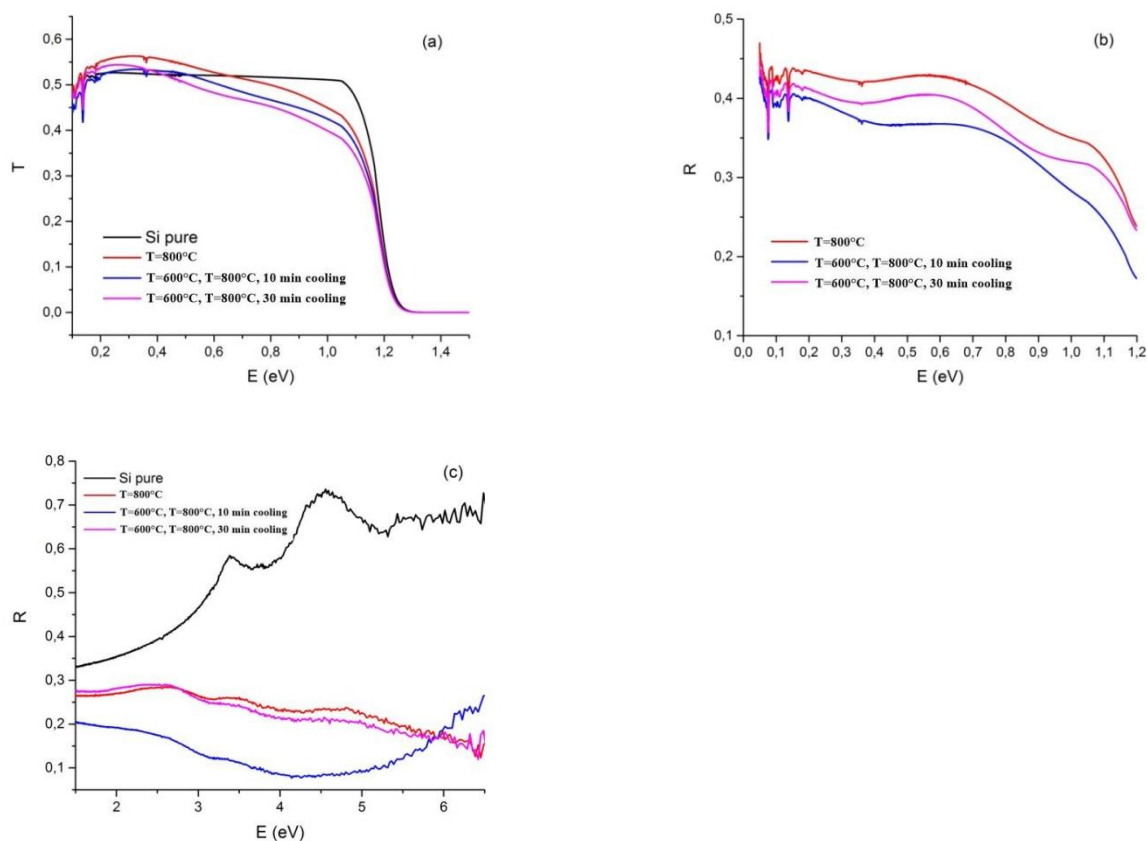 (a)
T
0,7
0,6
0,5
0,4
0,3
0,2
0,1
0,0
Si pure
T=800°C
T=600°C, T=800°C, 10 min cooling
T=600°C, T=800°C, 30 min cooling
0,2 0,4 0,6 0,8 1,0 1,2 1,4
E (eV)
(b)
R
0,5
0,4
0,3
0,2
0,1
T=800°C
T=600°C, T=800°C, 10 min cooling
T=600°C, T=800°C, 30 min cooling
0,0 0,1 0,2 0,3 0,4 0,5 0,6 0,7 0,8 0,9 1,0 1,1 1,2
E (eV)
(c)
R
0,8
0,7
0,6
0,5
0,4
0,3
0,2
0,1
Si pure
T=800°C
T=600°C, T=800°C, 10 min cooling
T=600°C, T=800°C, 30 min cooling
2 3 4 5 6
E (eV)